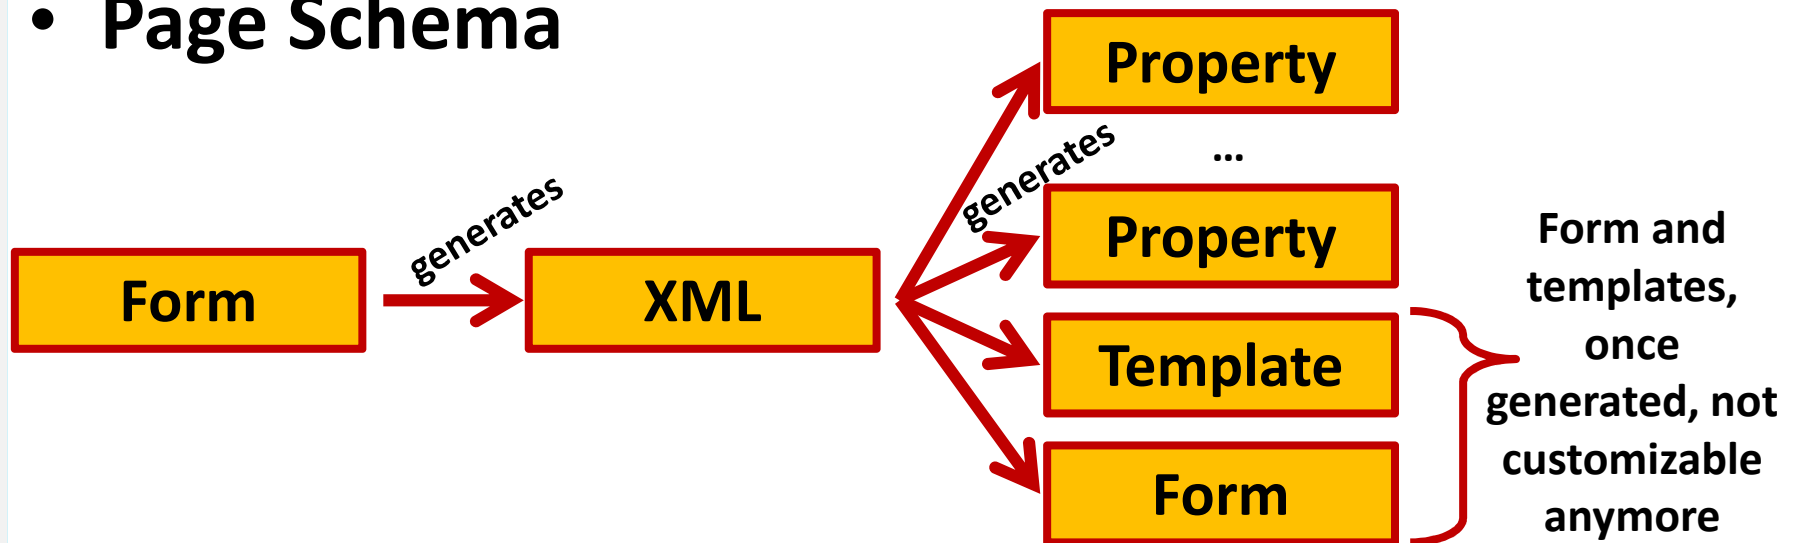 • Page Schema
Property
generates
...
generates
Property
Form
XML
Template
Form
Form and
templates,
once
generated, not
customizable
anymore